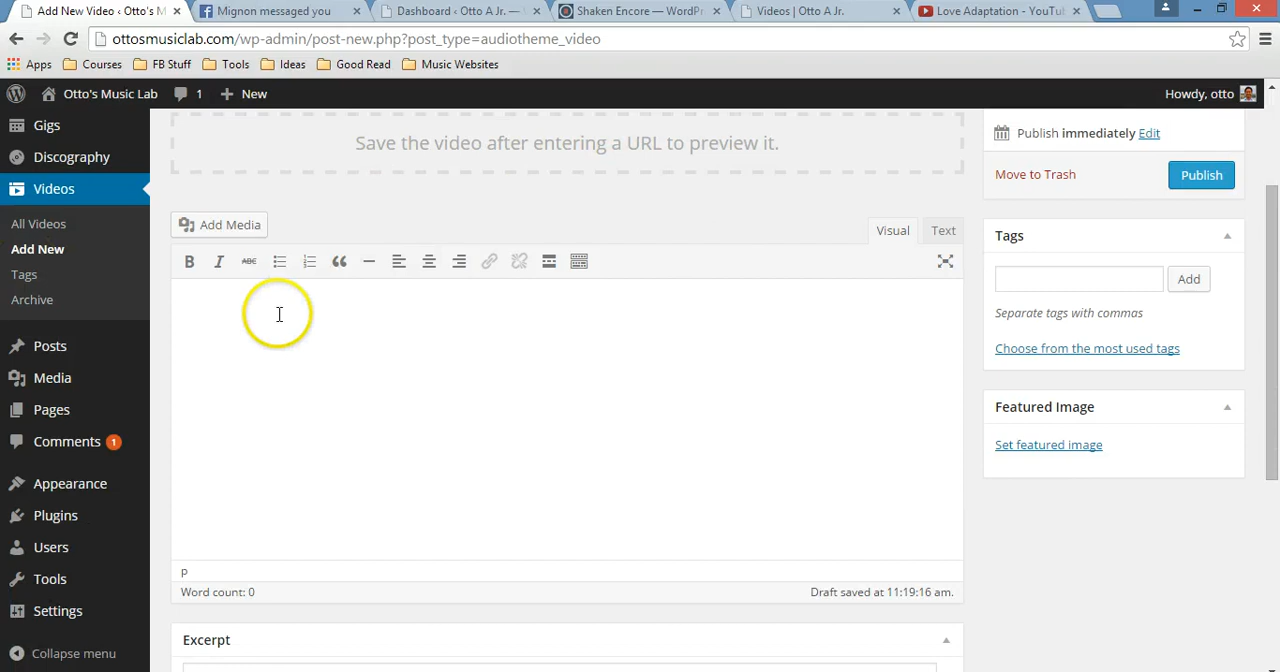 Add New Video ‹ Otto's M
Mignon messaged you
Dashboard ‹ Otto A Jr. —
Shaken Encore — WordPr
Videos | Otto A Jr.
Love Adaptation - YouTu
ottosmusiclab.com/wp-admin/post-new.php?post_type=audiotheme_video
Apps Courses FB Stuff Tools Ideas Good Read Music Websites
Otto's Music Lab 1 + New Howdy, otto
Gigs
Discography
Videos
All Videos
Add New
Tags
Archive
Posts
Media
Pages
Comments 1
Appearance
Plugins
Users
Tools
Settings
Collapse menu
Save the video after entering a URL to preview it.
Add Media
Visual Text
B I ABC
p
Word count: 0 Draft saved at 11:19:16 am.
Excerpt
Publish immediately Edit
Move to Trash Publish
Tags
Add
Separate tags with commas
Choose from the most used tags
Featured Image
Set featured image